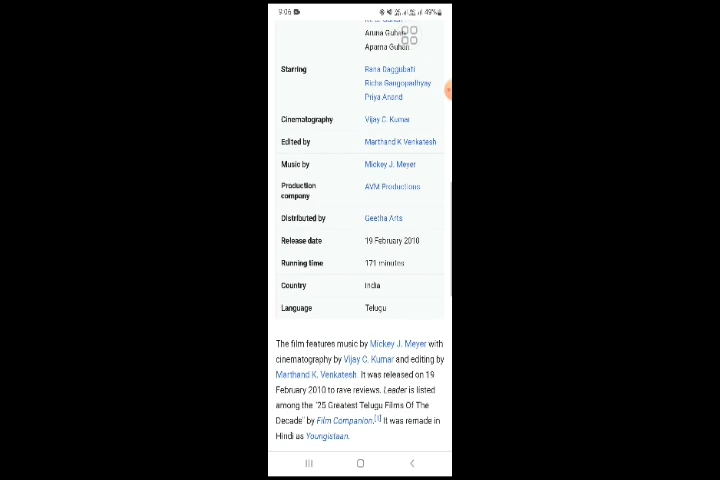 9:06
49%
Aruna Guhan
Aparna Guhan
Starring
Rana Daggubati
Richa Gangopadhyay
Priya Anand
Cinematography
Vijay C. Kumar
Edited by
Marthand K Venkatesh
Music by
Mickey J. Meyer
Production
company
AVM Productions
Distributed by
Geetha Arts
Release date
19 February 2010
Running time
171 minutes
Country
India
Language
Telugu
The film features music by Mickey J. Meyer with
cinematography by Vijay C. Kumar and editing by
Marthand K. Venkatesh. It was released on 19
February 2010 to rave reviews. Leader is listed
among the "25 Greatest Telugu Films Of The
Decade" by Film Companion.[1] It was remade in
Hindi as Youngistaan.